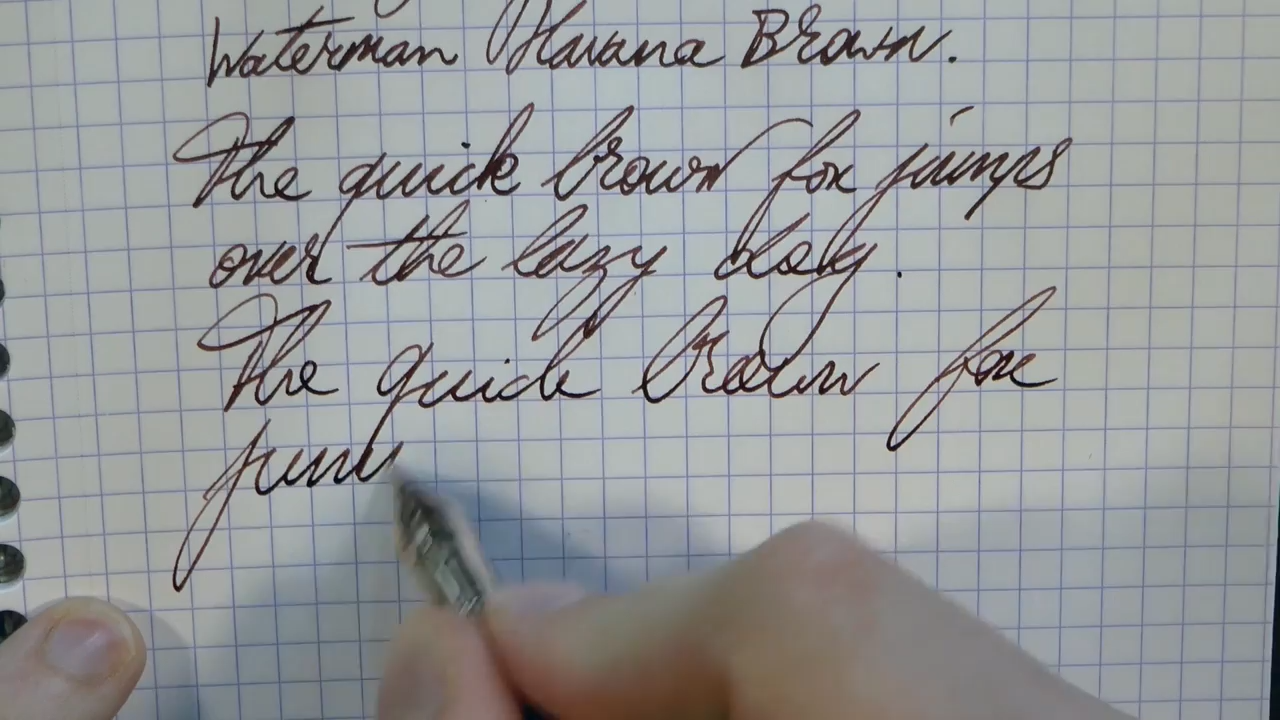 Waterman Havana Brown.
The quick brown fox jumps
over the lazy dog.
The quick brown fox
jum